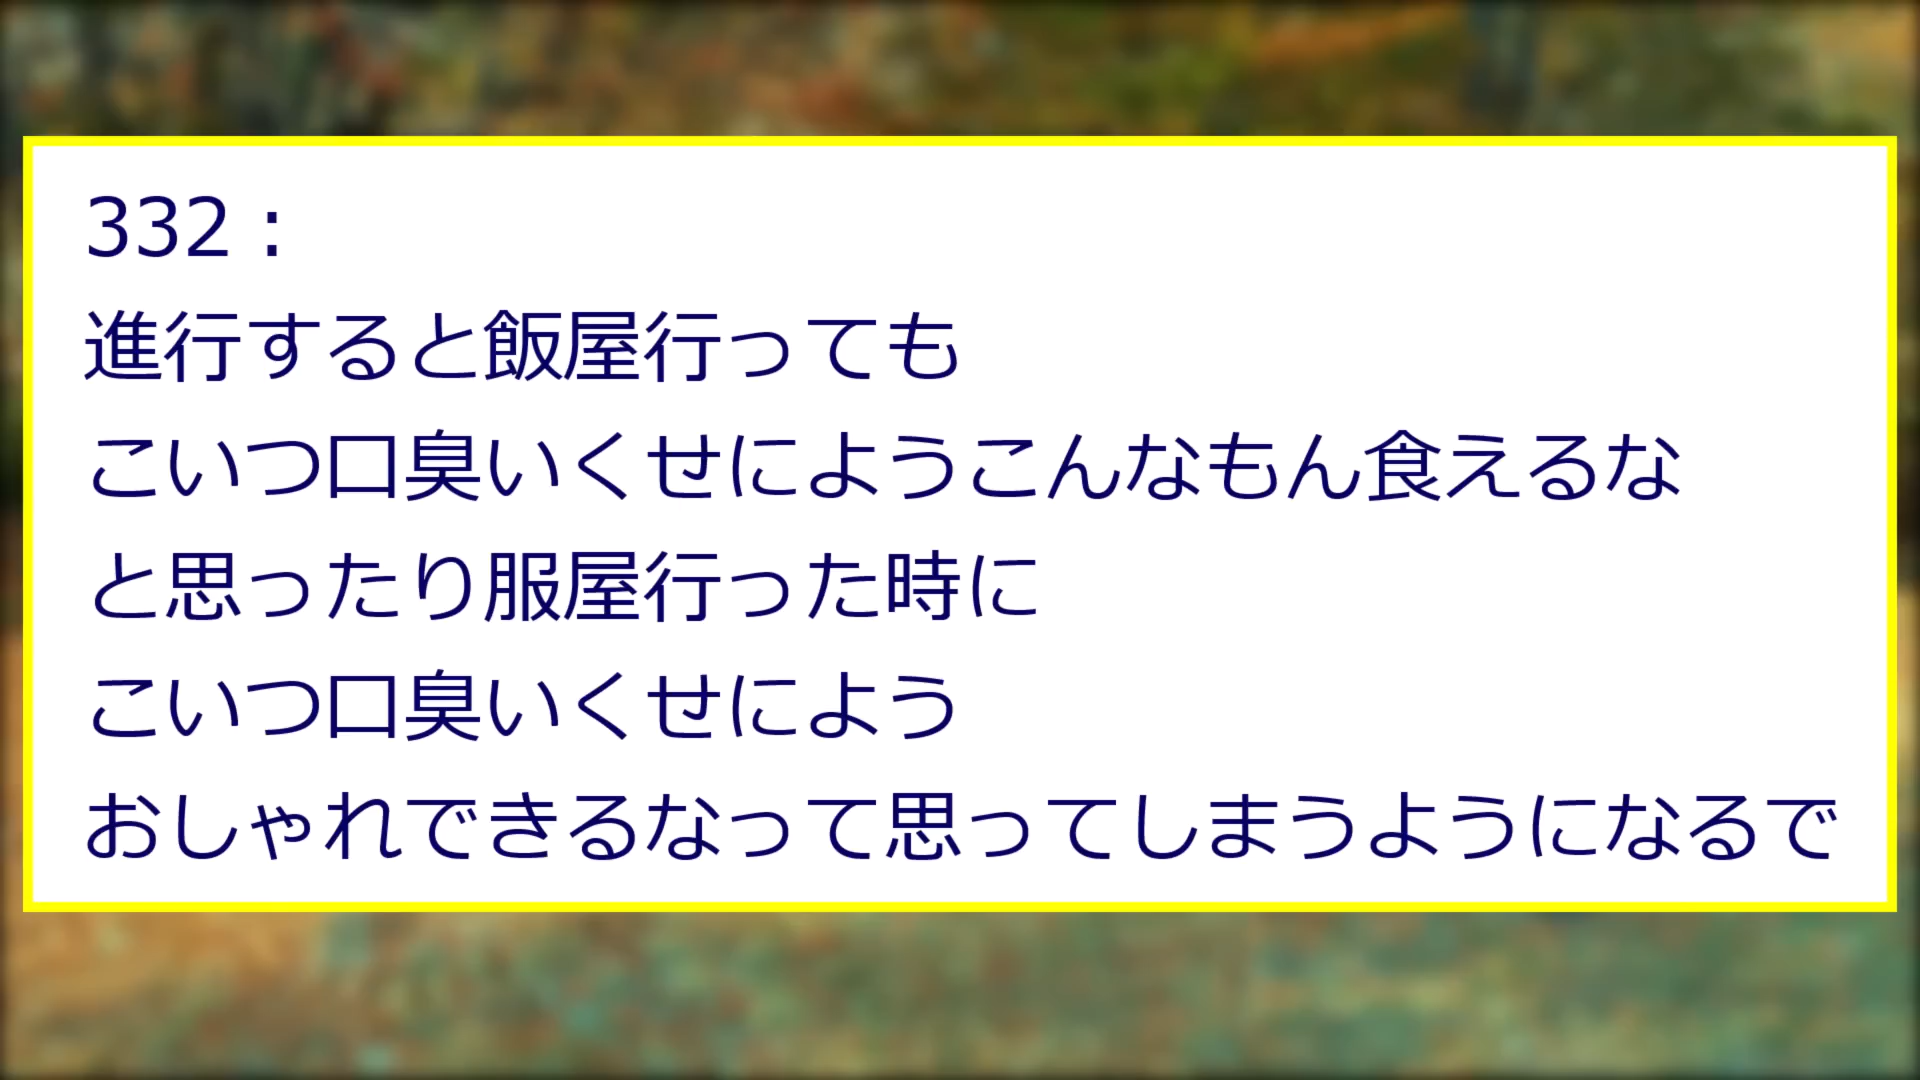 332：
進行すると飯屋行っても
こいつ口臭いくせにようこんなもん食えるな
と思ったり服屋行った時に
こいつ口臭いくせによう
おしゃれできるなって思ってしまうようになるで